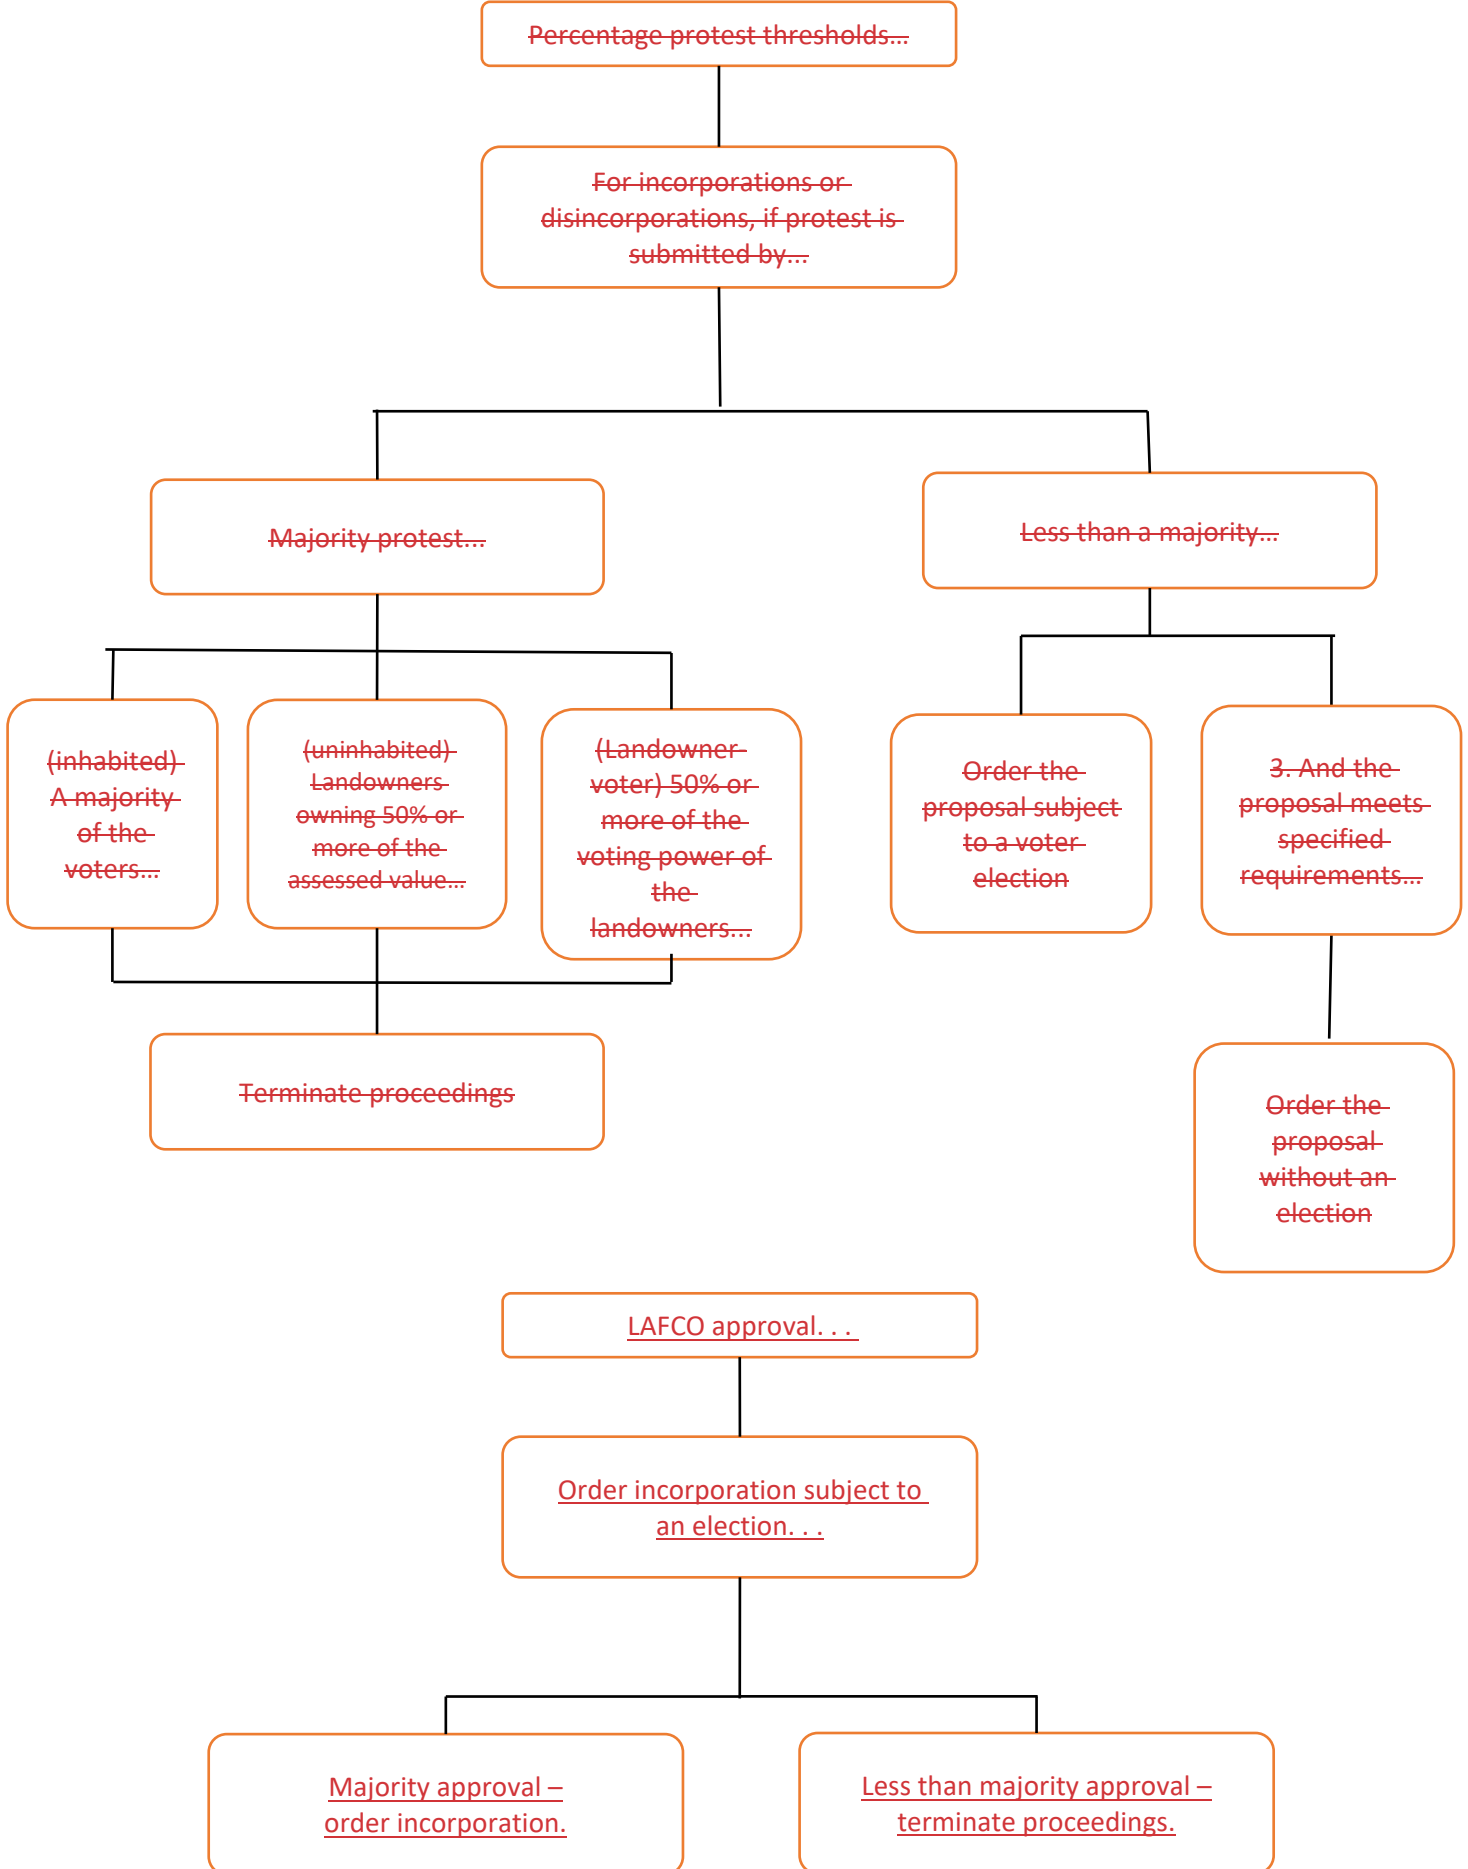 Percentage protest thresholds...
For incorporations or
disincorporations, if protest is
submitted by...
Majority protest...
Less than a majority...
(inhabited)
A majority
of the
voters...
(uninhabited)
Landowners
owning 50% or
more of the
assessed value...
(Landowner
voter) 50% or
more of the
voting power of
the
landowners...
Order the
proposal subject
to a voter
election
3. And the
proposal meets
specified
requirements...
Terminate proceedings
Order the
proposal
without an
election
LAFCO approval. . .
Order incorporation subject to
an election. . .
Majority approval –
order incorporation.
Less than majority approval –
terminate proceedings.